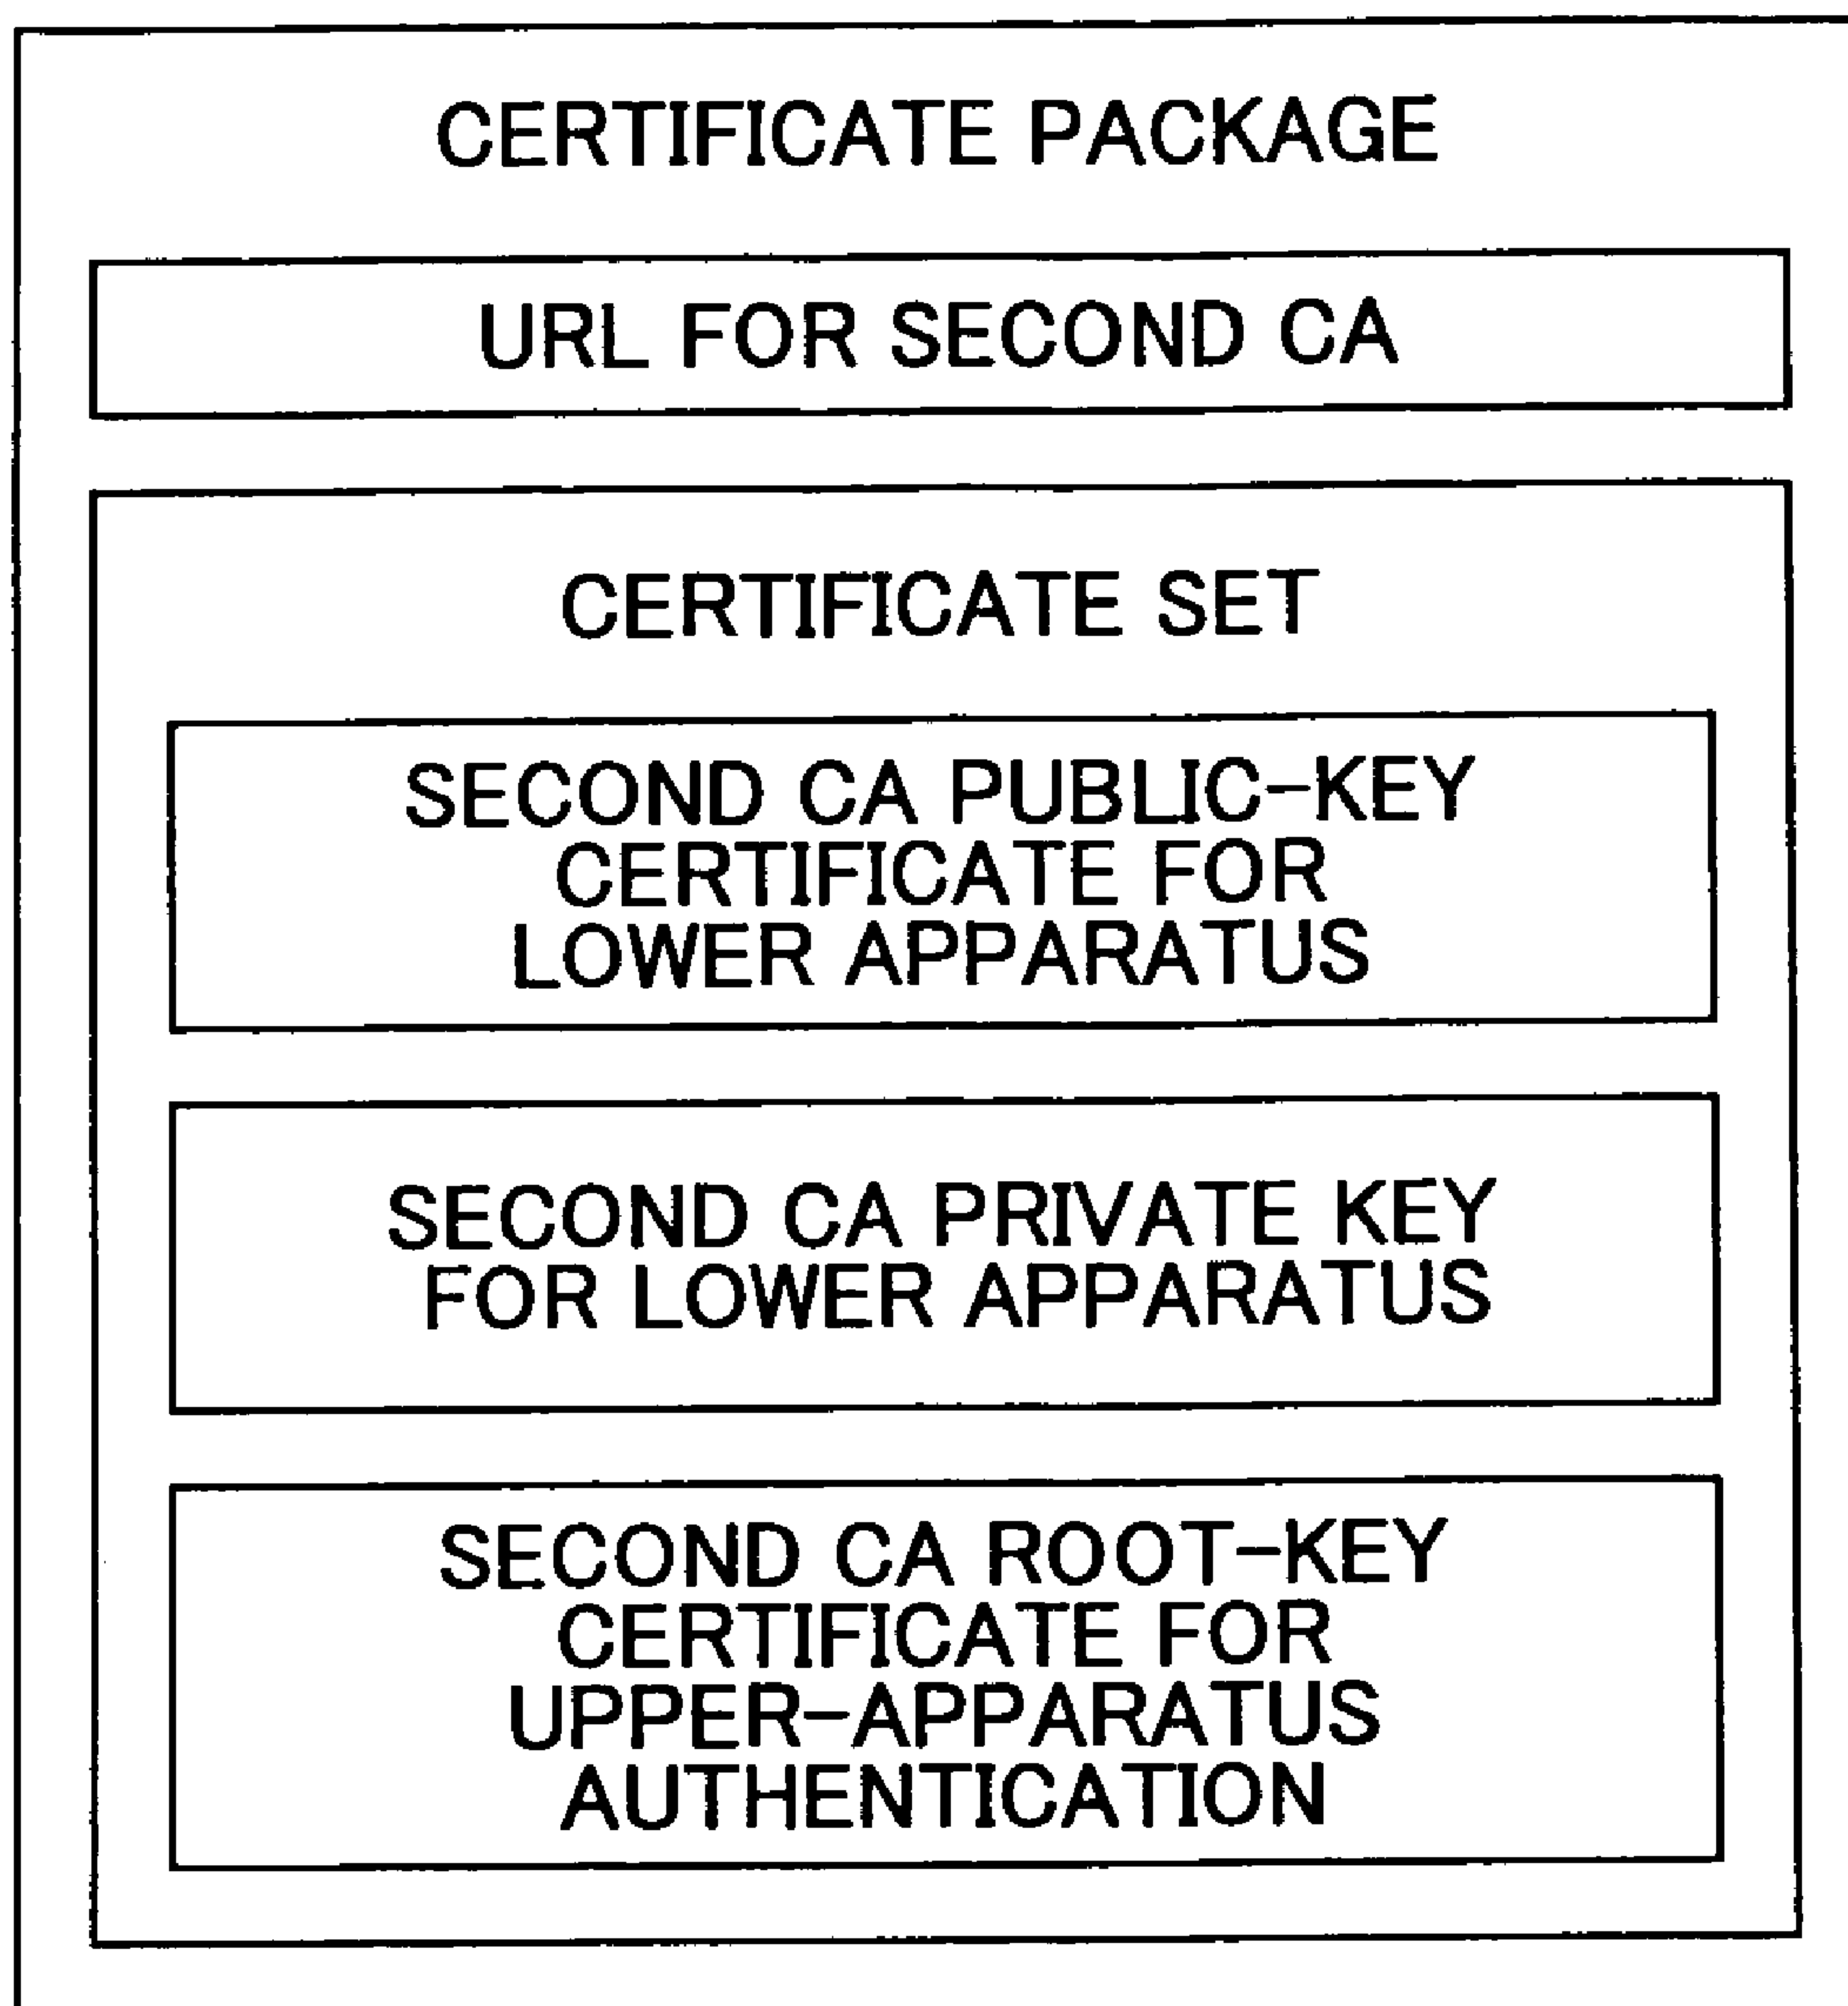 CERTIFICATE PACKAGE
URL FOR SECOND CA
CERTIFICATE SET
SECOND CA PUBLIC-KEY
CERTIFICATE FOR
LOWER APPARATUS
SECOND CA PRIVATE KEY
FOR LOWER APPARATUS
SECOND CA ROOT-KEY
CERTIFICATE FOR
UPPER-APPARATUS
AUTHENTICATION